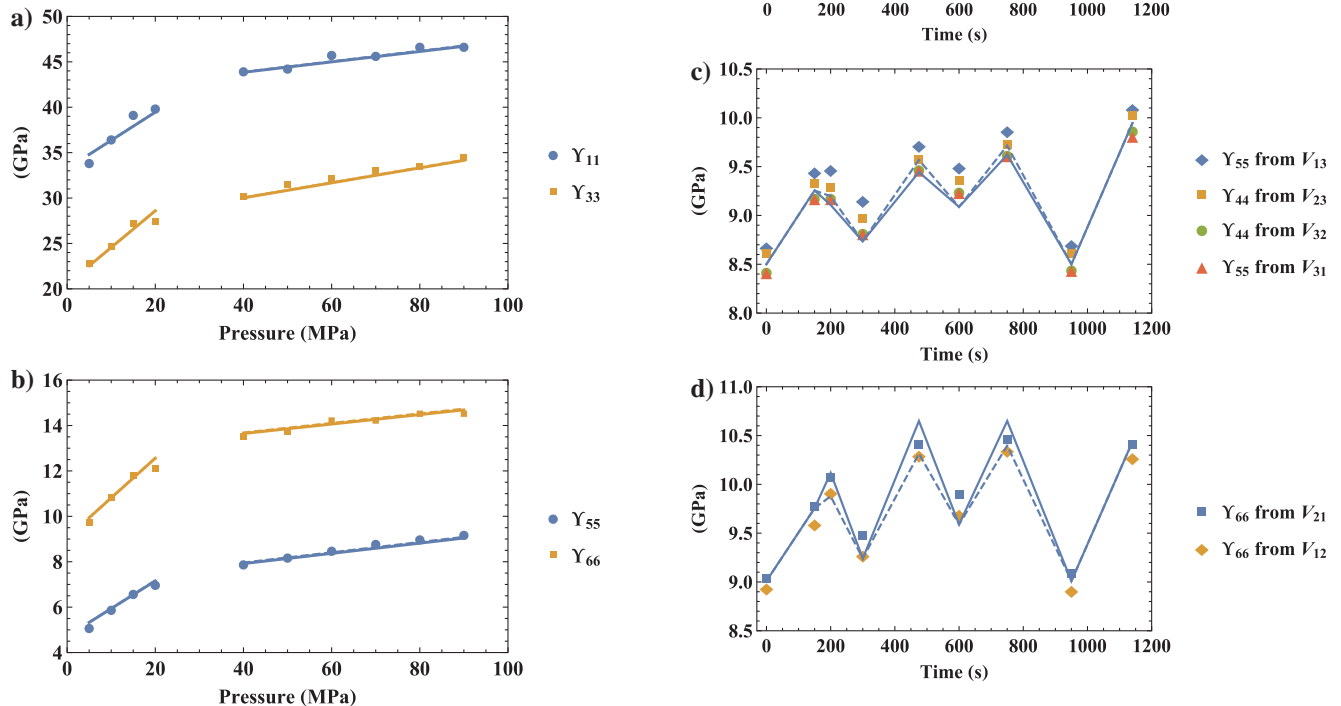 a)
50
45
40
35
30
25
20
(GPa)
0 20 40 60 80 100
Pressure (MPa)
ϒ11
ϒ33
b)
16
14
12
10
8
6
4
(GPa)
0 20 40 60 80 100
Pressure (MPa)
ϒ55
ϒ66
0 200 400 600 800 1000 1200
Time (s)
c)
10.5
10.0
9.5
9.0
8.5
8.0
(GPa)
0 200 400 600 800 1000 1200
Time (s)
ϒ55 from V13
ϒ44 from V23
ϒ44 from V32
ϒ55 from V31
d)
11.0
10.5
10.0
9.5
9.0
8.5
(GPa)
0 200 400 600 800 1000 1200
Time (s)
ϒ66 from V21
ϒ66 from V12